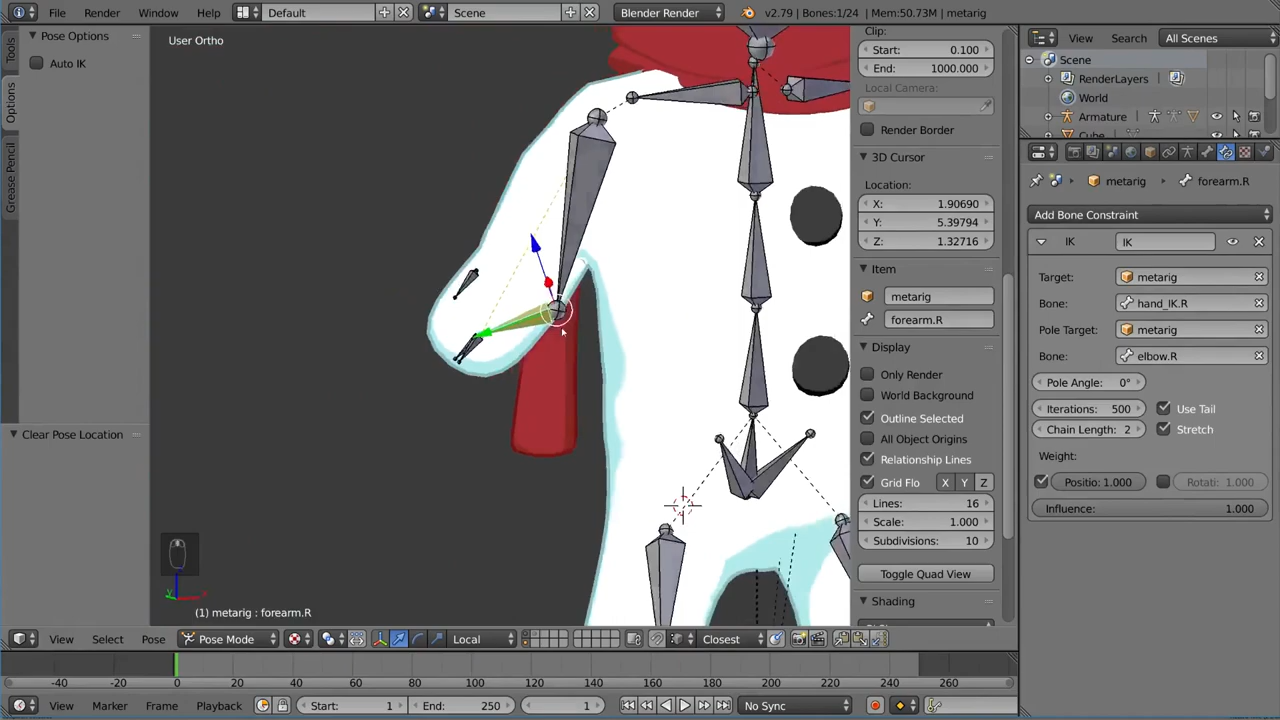 File Render Window Help Default Scene Blender Render v2.79 | Bones:1/24 | Mem:50.73M | metarig
Tools
Options
Grease Pencil
Pose Options
Auto IK
Clear Pose Location
User Ortho
(1) metarig : forearm.R
Clip:
Start: 0.100
End: 1000.000
Local Camera:
Render Border
3D Cursor
Location:
X: 1.90690
Y: 5.39794
Z: 1.32716
Item
metarig
forearm.R
Display
Only Render
World Background
Outline Selected
All Object Origins
Relationship Lines
Grid Flo X Y Z
Lines: 16
Scale: 1.000
Subdivisions: 10
Toggle Quad View
Shading
View Search All Scenes
Scene
RenderLayers
World
Armature
Cube
metarig forearm.R
Add Bone Constraint
IK IK
Target: metarig
Bone: hand_IK.R
Pole Target: metarig
Bone: elbow.R
Pole Angle: 0°
Iterations: 500 Use Tail
Chain Length: 2 Stretch
Weight:
Positio: 1.000 Rotati: 1.000
Influence: 1.000
View Select Pose Pose Mode Local Closest
-40 -20 0 20 40 60 80 100 120 140 160 180 200 220 240 260
View Marker Frame Playback Start: 1 End: 250 1 No Sync